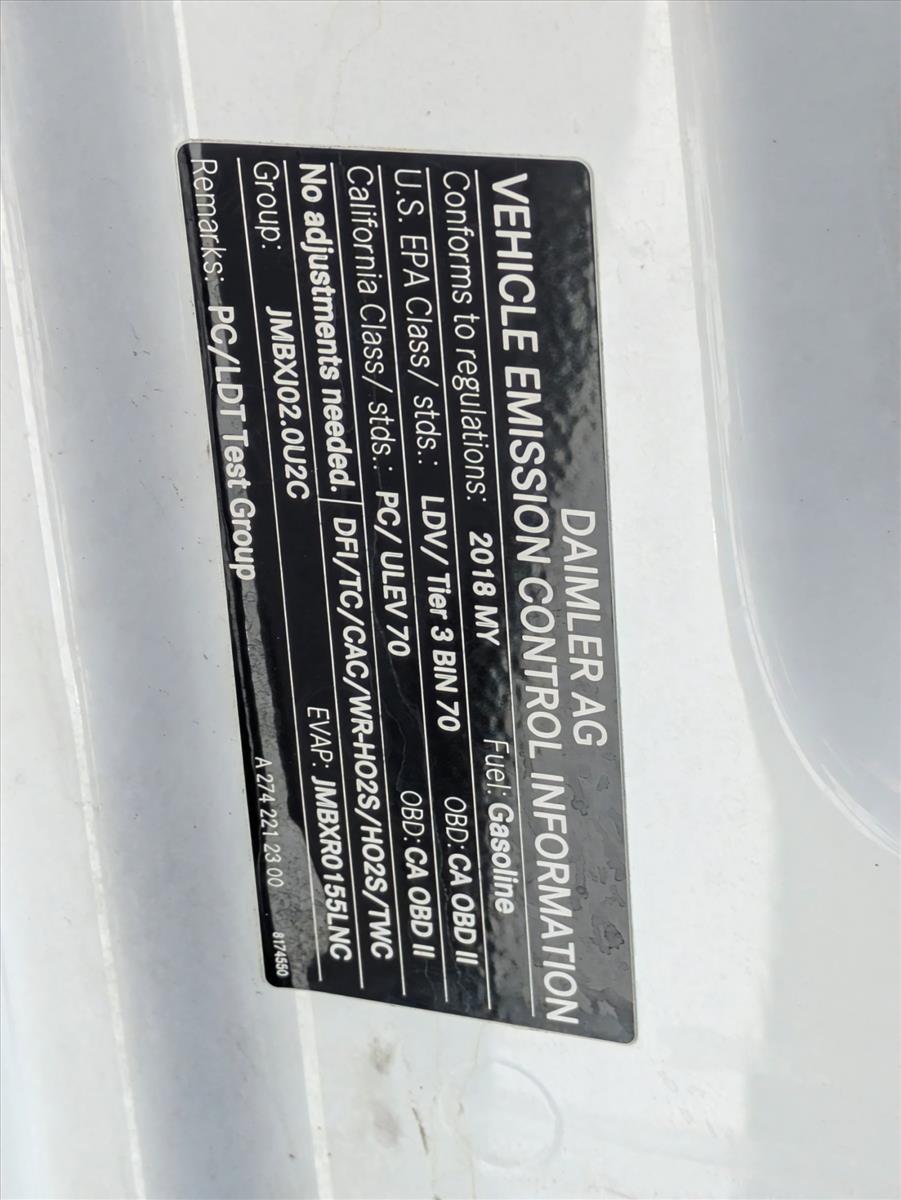 DAIMLER AG
VEHICLE EMISSION CONTROL INFORMATION
Conforms to regulations: 2018 MY Fuel: Gasoline
U.S. EPA Class/ stds.: LDV/ Tier 3 BIN 70 OBD: CA OBD II
California Class/ stds.: PC/ ULEV 70 OBD: CA OBD II
No adjustments needed. DFI/TC/CAC/WR-HO2S/HO2S/TWC
Group: JMBXJ02.0U2C EVAP: JMBXR0155LNC
Remarks: PC/LDT Test Group
A 274 221 23 00 8174550